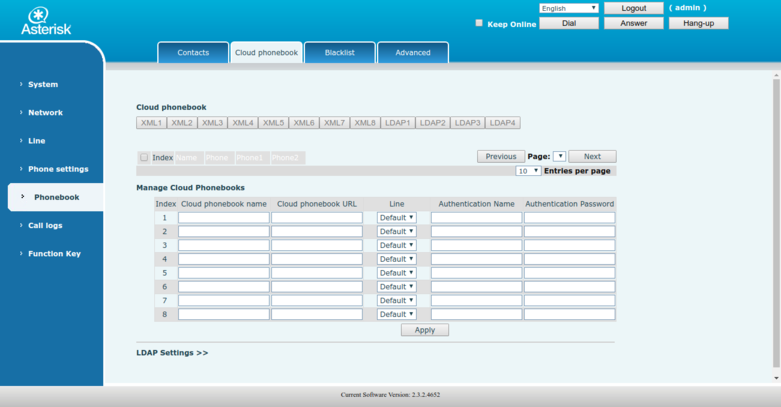 English Logout ( admin )
Asterisk
Keep Online Dial Answer Hang-up
Contacts Cloud phonebook Blacklist Advanced
› System
› Network
› Line
› Phone settings
› Phonebook
› Call logs
› Function Key
Cloud phonebook
XML1 XML2 XML3 XML4 XML5 XML6 XML7 XML8 LDAP1 LDAP2 LDAP3 LDAP4
Index Name Phone Phone1 Phone2 Previous Page: Next
10 Entries per page
Manage Cloud Phonebooks
Index Cloud phonebook name Cloud phonebook URL Line Authentication Name Authentication Password
1 Default
2 Default
3 Default
4 Default
5 Default
6 Default
7 Default
8 Default
Apply
LDAP Settings >>
Current Software Version: 2.3.2.4652